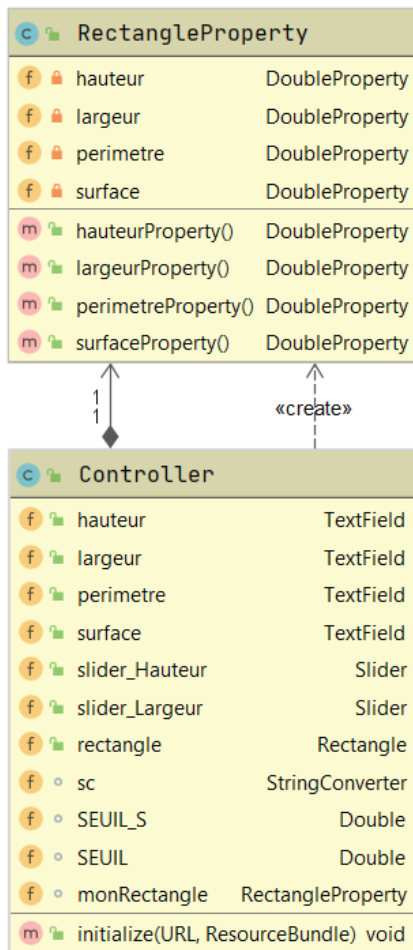 c RectangleProperty
f hauteur DoubleProperty
f largeur DoubleProperty
f perimetre DoubleProperty
f surface DoubleProperty
m hauteurProperty() DoubleProperty
m largeurProperty() DoubleProperty
m perimetreProperty() DoubleProperty
m surfaceProperty() DoubleProperty
1
1
«create»
c Controller
f hauteur TextField
f largeur TextField
f perimetre TextField
f surface TextField
f slider_Hauteur Slider
f slider_Largeur Slider
f rectangle Rectangle
f sc StringConverter
f SEUIL_S Double
f SEUIL Double
f monRectangle RectangleProperty
m initialize(URL, ResourceBundle) void